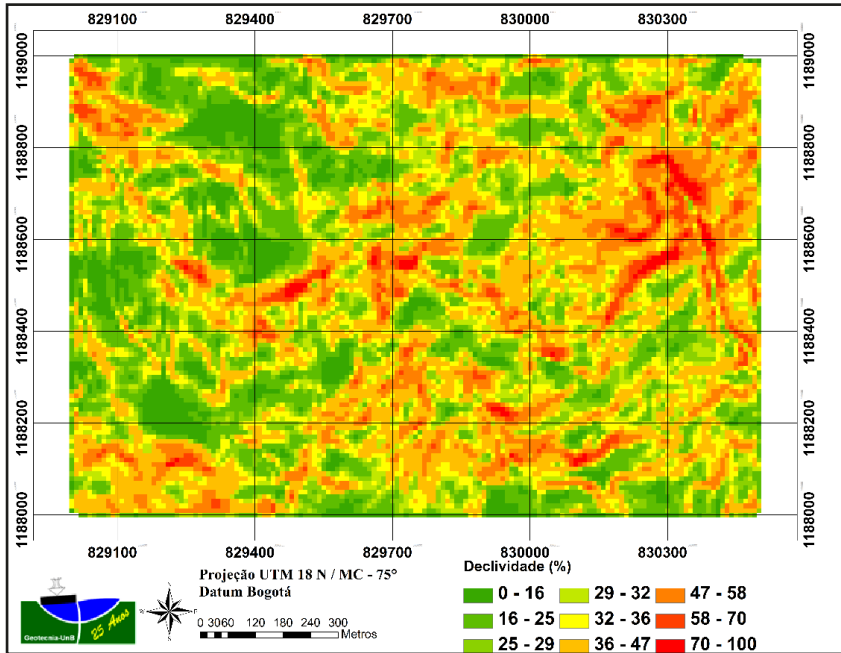 829100 829400 829700 830000 830300
1189000 1189000
1188800 1188800
1188600 1188600
1188400 1188400
1188200 1188200
1188000 1188000
829100 829400 829700 830000 830300
Projeção UTM 18 N / MC - 75°
Datum Bogotá
0 30 60 120 180 240 300
Metros
Geotecnia-UnB
25 Anos
N
Declividade (%)
0 - 16 29 - 32 47 - 58
16 - 25 32 - 36 58 - 70
25 - 29 36 - 47 70 - 100